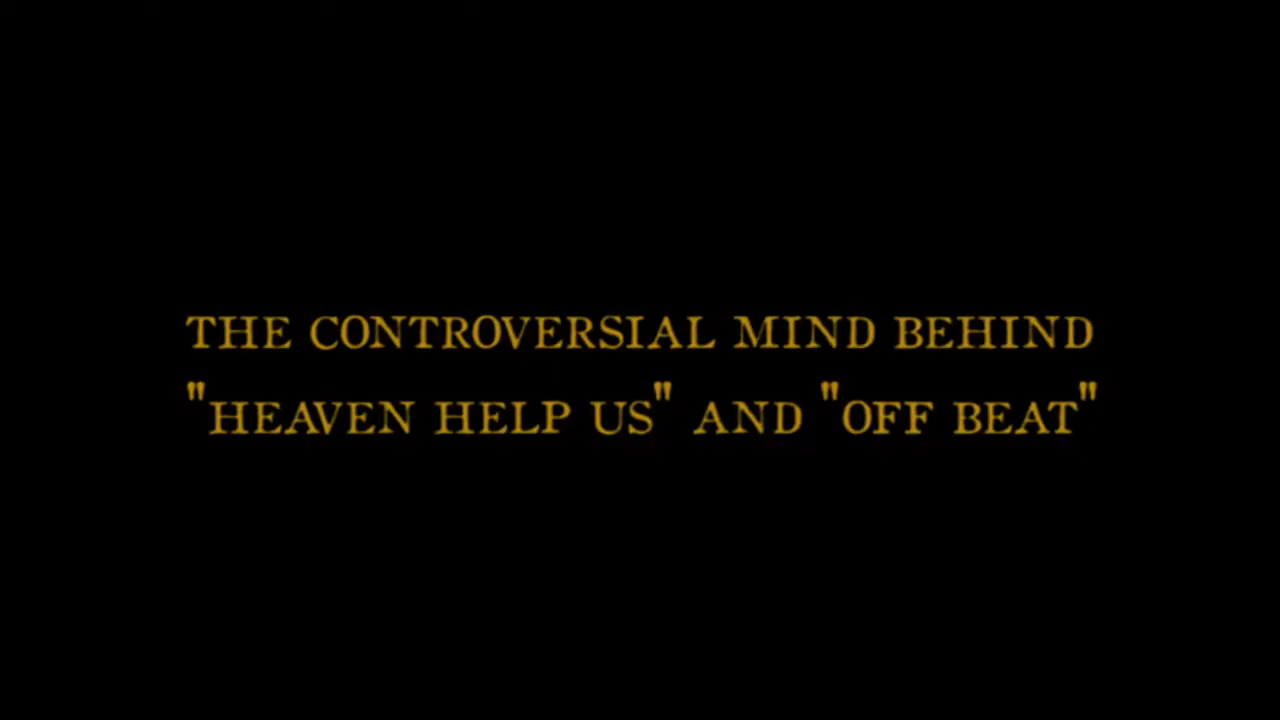 THE CONTROVERSIAL MIND BEHIND
"HEAVEN HELP US" AND "OFF BEAT"